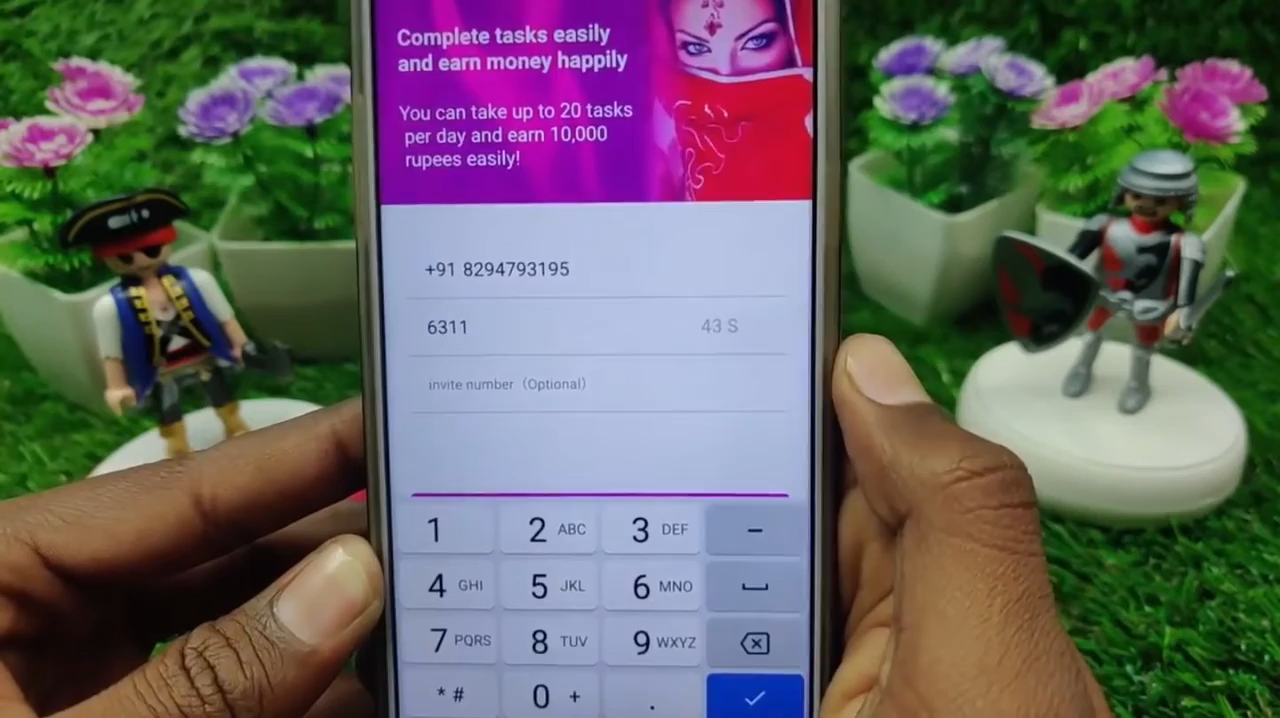 Complete tasks easily
and earn money happily
You can take up to 20 tasks
per day and earn 10,000
rupees easily!
+91 8294793195
6311 43 S
invite number (Optional)
1 2 ABC 3 DEF –
4 GHI 5 JKL 6 MNO
7 PQRS 8 TUV 9 WXYZ
* # 0 + .